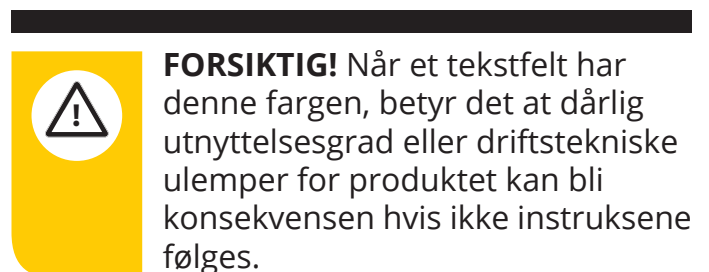 FORSIKTIG! Når et tekstfelt har
denne fargen, betyr det at dårlig
utnyttelsesgrad eller driftstekniske
ulemper for produktet kan bli
konsekvensen hvis ikke instruksene
følges.